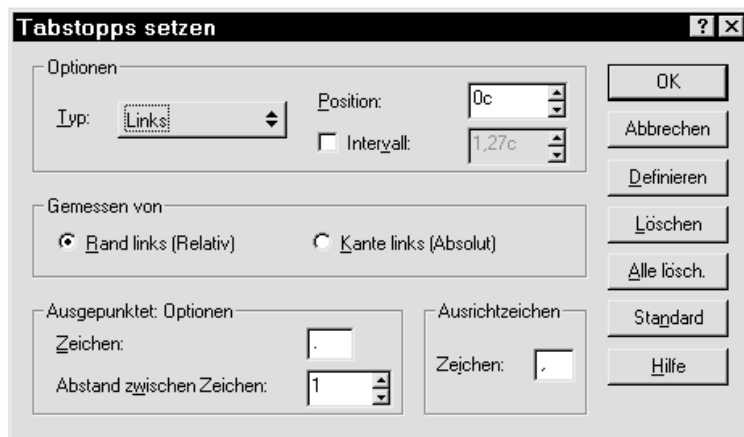 Tabstopps setzen
Optionen
Typ: Links
Position: 0c
Intervall: 1,27c
Gemessen von
Rand links (Relativ)
Kante links (Absolut)
Ausgepunktet: Optionen
Zeichen: .
Abstand zwischen Zeichen: 1
Ausrichtzeichen
Zeichen: ,
OK
Abbrechen
Definieren
Löschen
Alle lösch.
Standard
Hilfe